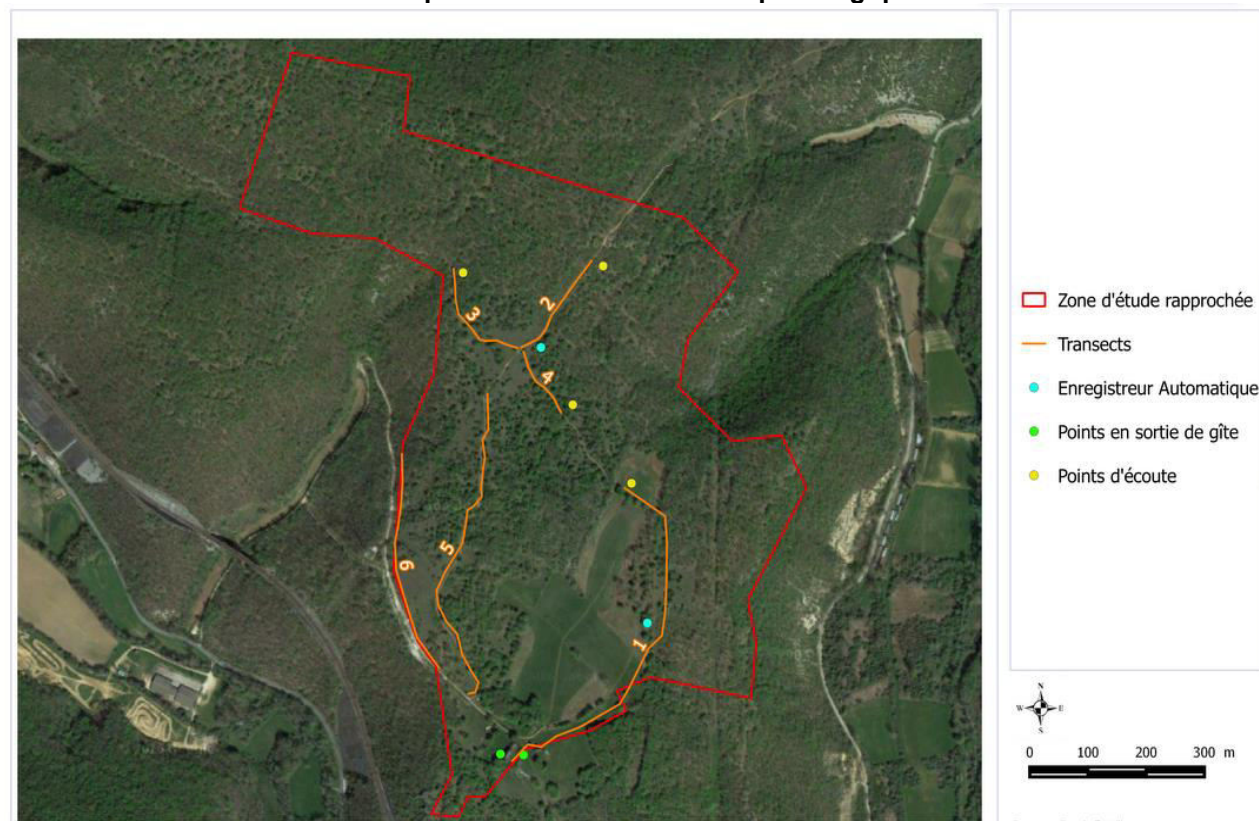 3
2
4
5
6
1
Zone d'étude rapprochée
Transects
Enregistreur Automatique
Points en sortie de gîte
Points d'écoute
N
W E
S
0 100 200 300 m